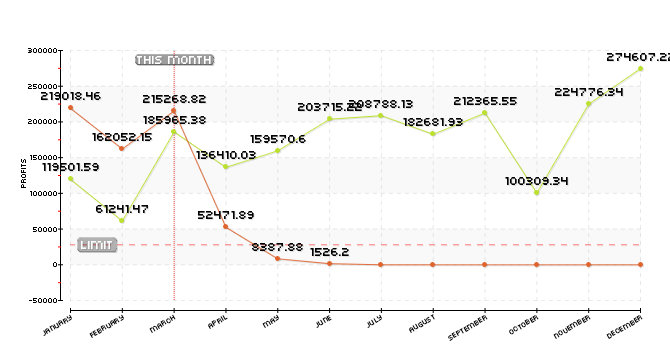 300000
THIS MONTH
274607.22
250000
219018.46
215268.82
224776.34
203715.22
208788.13
212365.55
200000
185965.38
182681.93
162052.15
159570.6
150000
136410.03
119501.59
100309.34
100000
61241.47
52471.89
50000
LIMIT
8387.88
1526.2
0
-50000
PROFITS
JANUARY
FEBRUARY
MARCH
APRIL
MAY
JUNE
JULY
AUGUST
SEPTEMBER
OCTOBER
NOVEMBER
DECEMBER